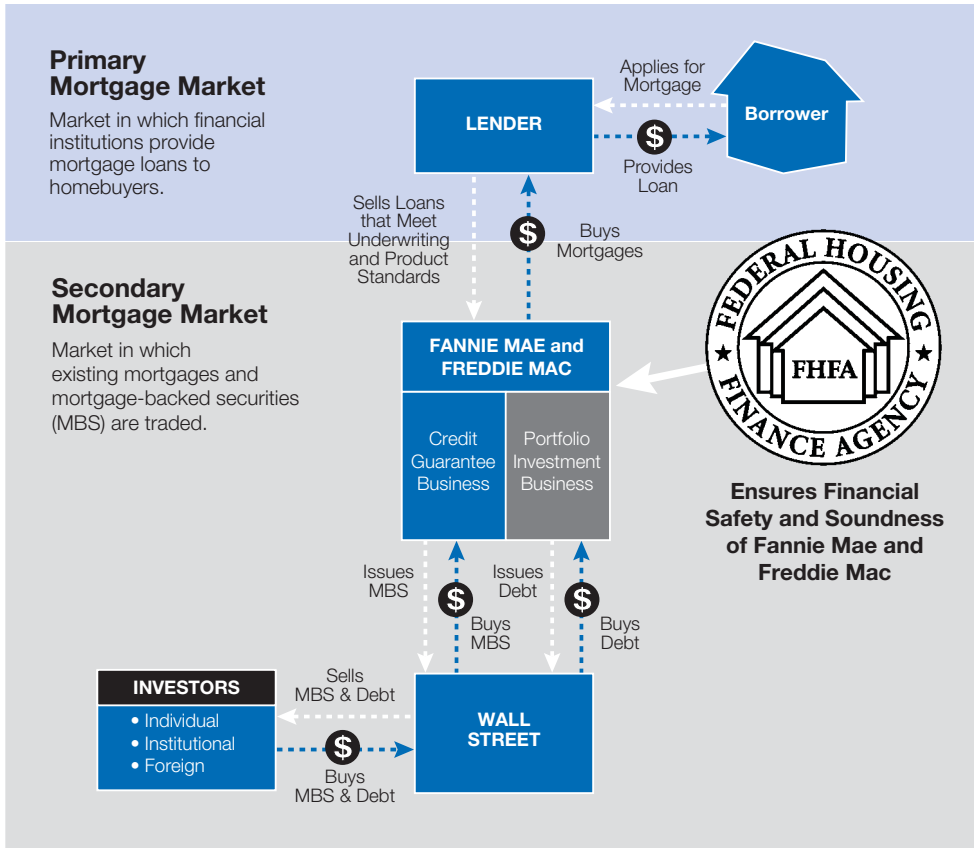 Primary
Mortgage Market
Market in which financial
institutions provide
mortgage loans to
homebuyers.
LENDER
Applies for
Mortgage
Borrower
$
Provides
Loan
Sells Loans
that Meet
Underwriting
and Product
Standards
$
Buys
Mortgages
Secondary
Mortgage Market
Market in which
existing mortgages and
mortgage-backed securities
(MBS) are traded.
FANNIE MAE and
FREDDIE MAC
Credit
Guarantee
Business
Portfolio
Investment
Business
FEDERAL HOUSING
FHFA
FINANCE AGENCY
Ensures Financial
Safety and Soundness
of Fannie Mae and
Freddie Mac
Issues
MBS
$
Buys
MBS
Issues
Debt
$
Buys
Debt
INVESTORS
• Individual
• Institutional
• Foreign
Sells
MBS & Debt
$
Buys
MBS & Debt
WALL
STREET